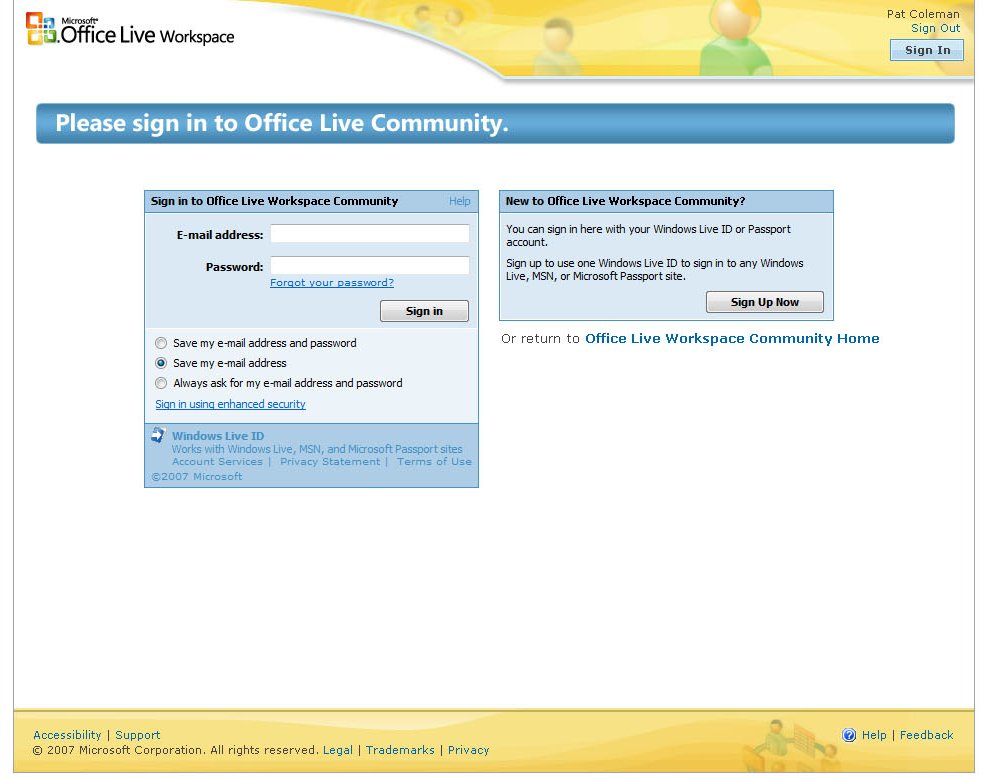 Microsoft®
Office Live Workspace
Pat Coleman
Sign Out
Sign In
Please sign in to Office Live Community.
Sign in to Office Live Workspace Community
Help
E-mail address:
Password:
Forgot your password?
Sign in
Save my e-mail address and password
Save my e-mail address
Always ask for my e-mail address and password
Sign in using enhanced security
Windows Live ID
Works with Windows Live, MSN, and Microsoft Passport sites
Account Services | Privacy Statement | Terms of Use
©2007 Microsoft
New to Office Live Workspace Community?
You can sign in here with your Windows Live ID or Passport
account.
Sign up to use one Windows Live ID to sign in to any Windows
Live, MSN, or Microsoft Passport site.
Sign Up Now
Or return to Office Live Workspace Community Home
Accessibility | Support
© 2007 Microsoft Corporation. All rights reserved. Legal | Trademarks | Privacy
Help | Feedback